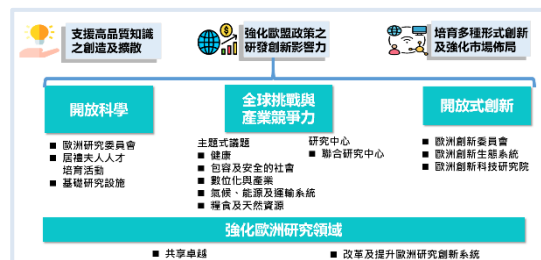 支援高品質知識
之創造及擴散
強化歐盟政策之
研發創新影響力
培育多種形式創新
及強化市場佈局
開放科學
全球挑戰與
產業競爭力
開放式創新
■ 歐洲研究委員會
■ 居禮夫人人才
培育活動
■ 基礎研究設施
主題式議題
■ 健康
■ 包容及安全的社會
■ 數位化與產業
■ 氣候、能源及運輸系統
■ 糧食及天然資源
研究中心
■ 聯合研究中心
■ 歐洲創新委員會
■ 歐洲創新生態系統
■ 歐洲創新科技研究院
強化歐洲研究領域
■ 共享卓越
■ 改革及提升歐洲研究創新系統